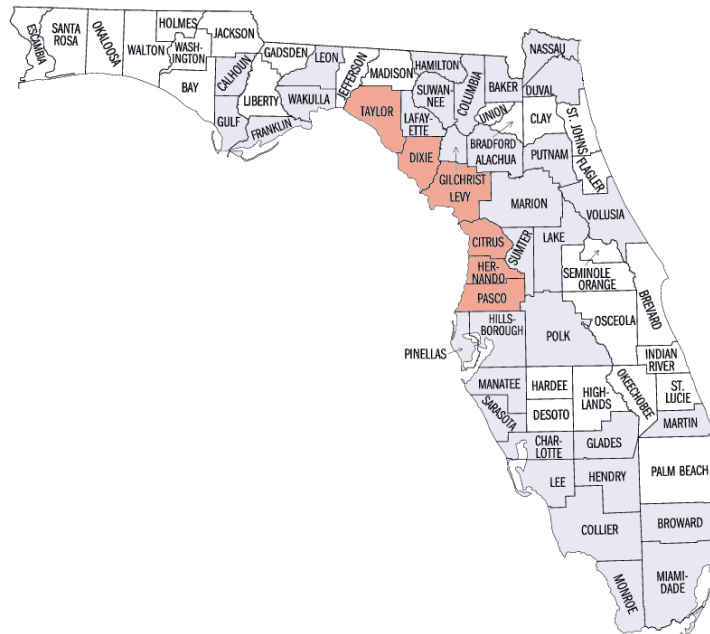 HOLMES
JACKSON
ESCAMBIA
SANTA
ROSA
OKALOOSA
WALTON
WASH-
INGTON
BAY
CALHOUN
GULF
LIBERTY
GADSDEN
FRANKLIN
LEON
WAKULLA
JEFFERSON
MADISON
TAYLOR
HAMILTON
SUWAN-
NEE
LAFAY-
ETTE
DIXIE
COLUMBIA
BAKER
NASSAU
DUVAL
UNION
CLAY
ST. JOHNS
BRADFORD
ALACHUA
PUTNAM
FLAGLER
GILCHRIST
LEVY
MARION
VOLUSIA
CITRUS
SUMTER
LAKE
HER-
NANDO
SEMINOLE
ORANGE
PASCO
BREVARD
HILLS-
BOROUGH
PINELLAS
POLK
OSCEOLA
INDIAN
RIVER
MANATEE
HARDEE
HIGH-
LANDS
OKEECHOBEE
ST.
LUCIE
SARASOTA
DESOTO
MARTIN
CHAR-
LOTTE
GLADES
LEE
HENDRY
PALM BEACH
COLLIER
BROWARD
MONROE
MIAMI-
DADE